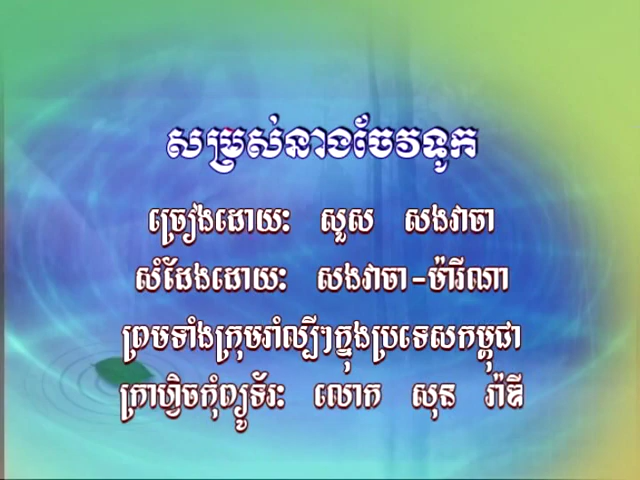 សម្រស់នាងចែវទូក
ច្រៀងដោយ: សួស សងវាចា
សំដែងដោយ: សងវាចា-ម៉ារីណា
ព្រមទាំងក្រុមរាំល្បីៗក្នុងប្រទេសកម្ពុជា
ក្រាហ្វិចកុំព្យូទ័រ: លោក សុន រ៉ាឌី